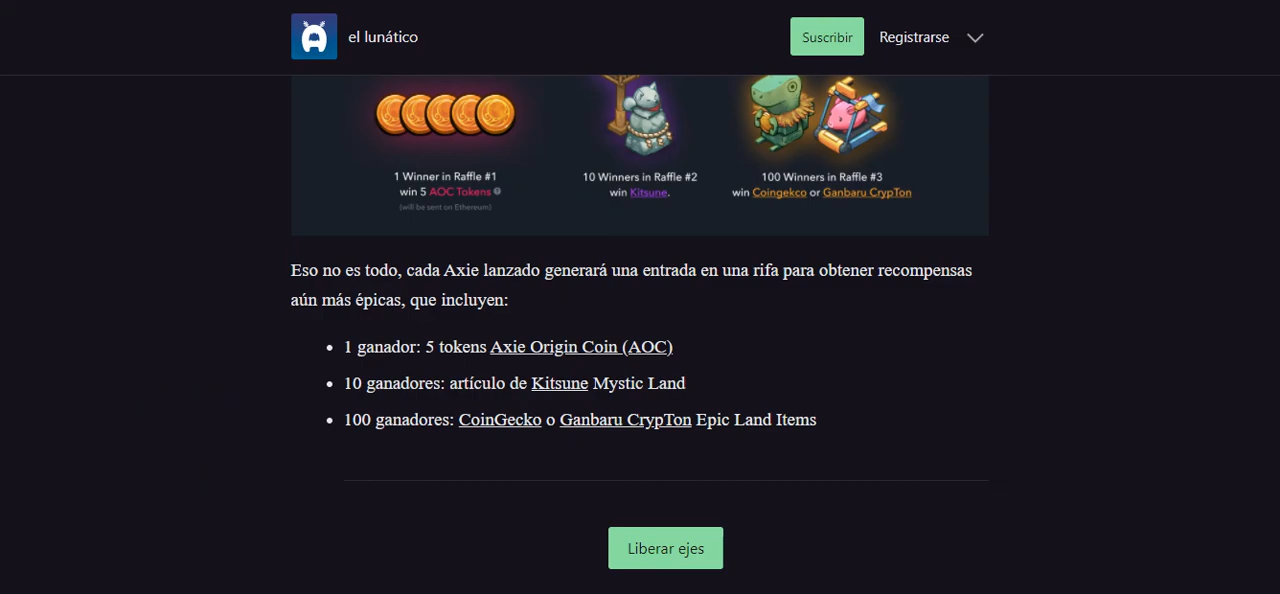 el lunático
Suscribir
Registrarse
1 Winner in Raffle #1
win 5 AOC Tokens
(will be sent on Ethereum)
10 Winners in Raffle #2
win Kitsune.
100 Winners in Raffle #3
win Coingekco or Ganbaru CrypTon
Eso no es todo, cada Axie lanzado generará una entrada en una rifa para obtener recompensas
aún más épicas, que incluyen:
• 1 ganador: 5 tokens Axie Origin Coin (AOC)
• 10 ganadores: artículo de Kitsune Mystic Land
• 100 ganadores: CoinGecko o Ganbaru CrypTon Epic Land Items
Liberar ejes